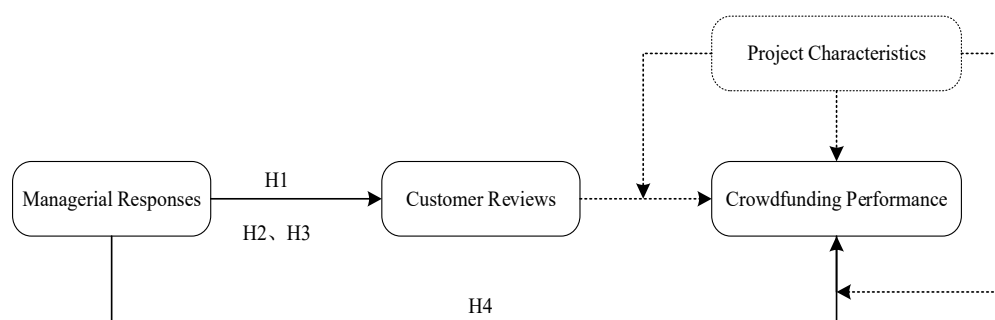 Project Characteristics
H1
Managerial Responses
Customer Reviews
Crowdfunding Performance
H2、H3
H4